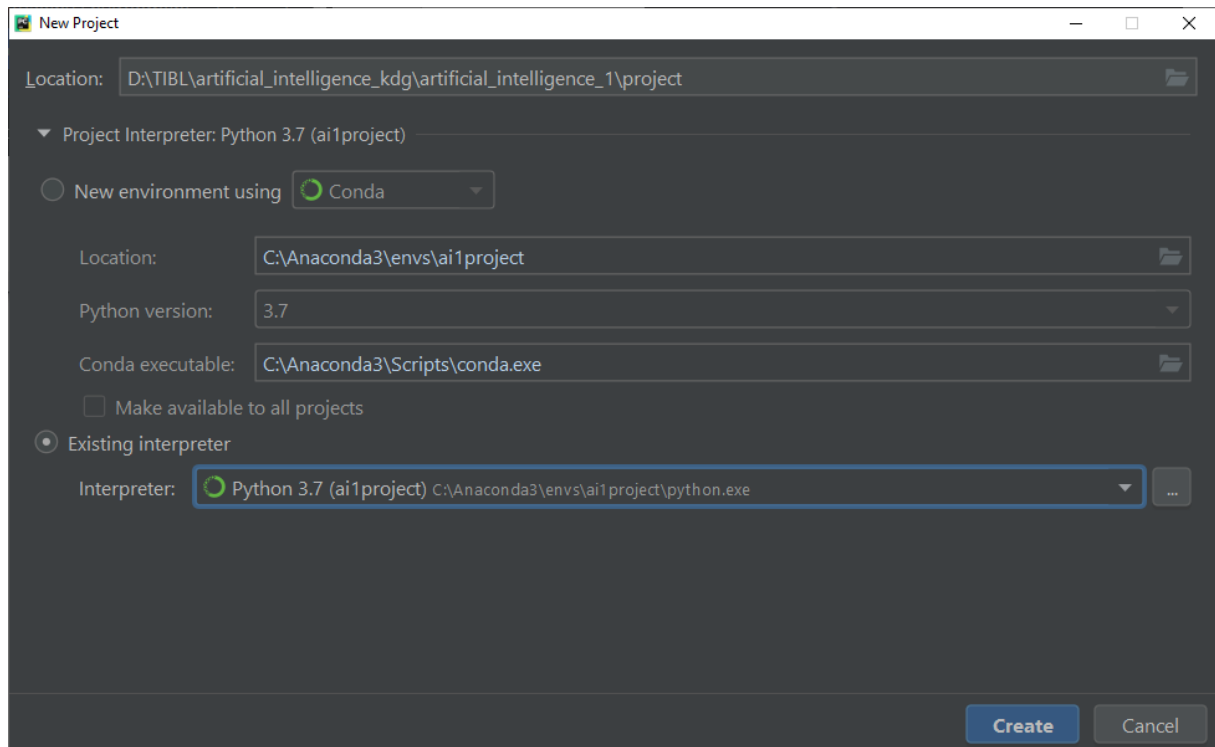 New Project
Location: D:\TIBL\artificial_intelligence_kdg\artificial_intelligence_1\project
Project Interpreter: Python 3.7 (ai1project)
New environment using Conda
Location: C:\Anaconda3\envs\ai1project
Python version: 3.7
Conda executable: C:\Anaconda3\Scripts\conda.exe
Make available to all projects
Existing interpreter
Interpreter: Python 3.7 (ai1project) C:\Anaconda3\envs\ai1project\python.exe ...
Create Cancel